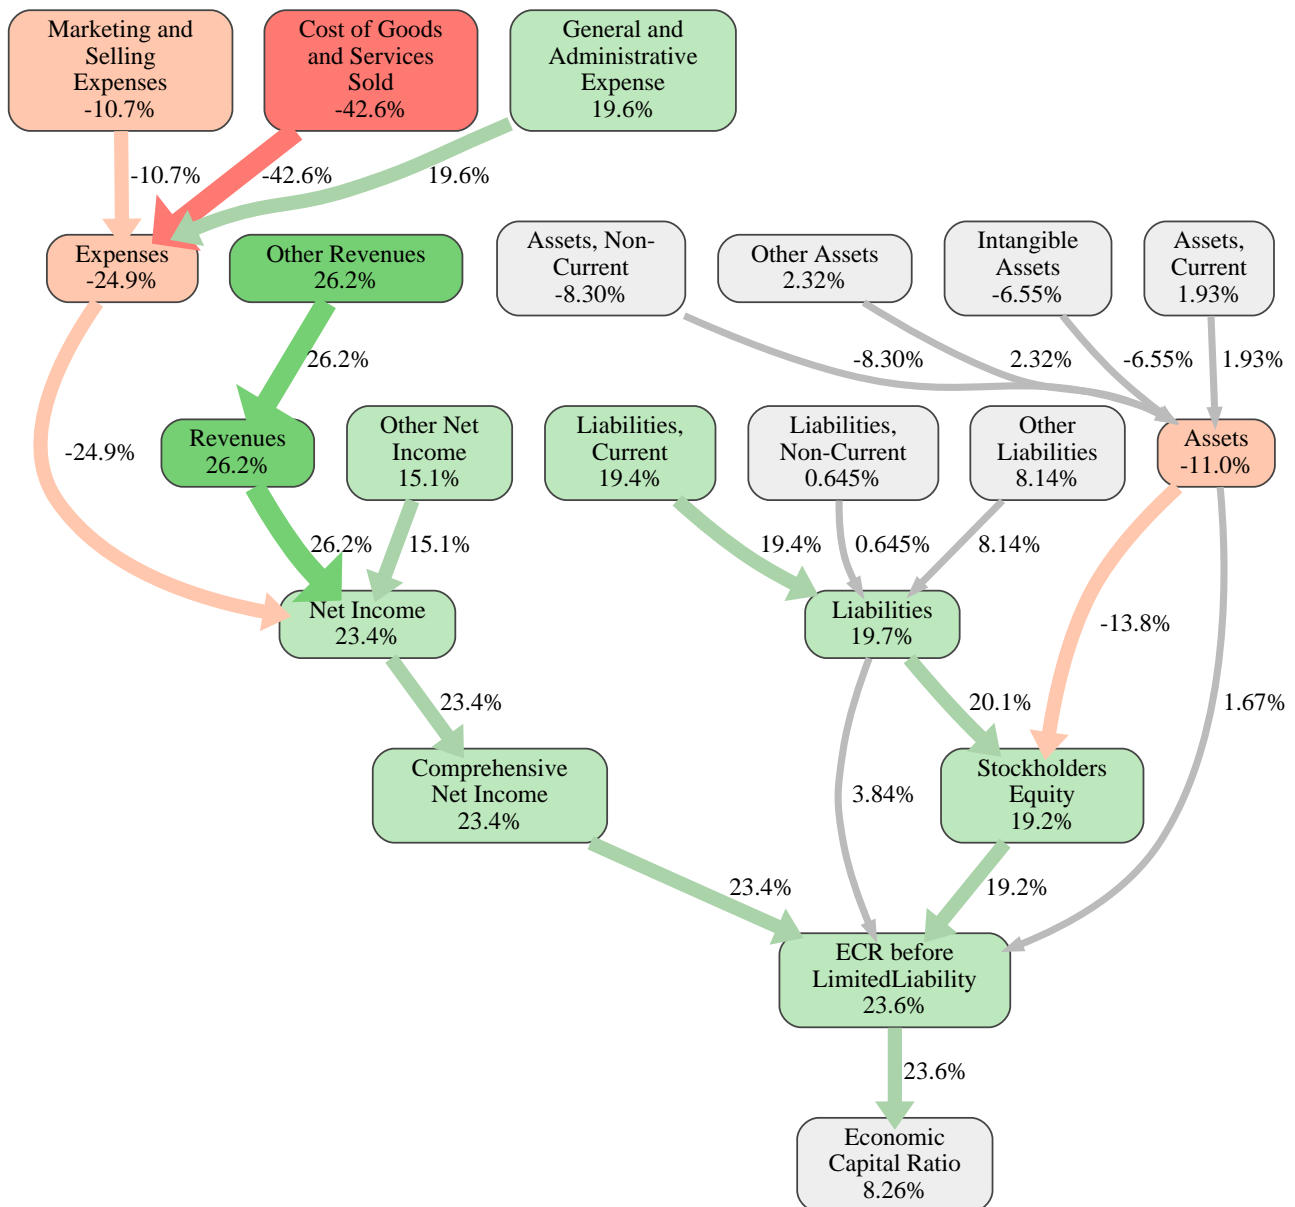 Marketing and
Selling
Expenses
-10.7%
Cost of Goods
and Services
Sold
-42.6%
General and
Administrative
Expense
19.6%
-10.7%
-42.6%
19.6%
Expenses
-24.9%
Other Revenues
26.2%
Assets, Non-
Current
-8.30%
Other Assets
2.32%
Intangible
Assets
-6.55%
Assets,
Current
1.93%
26.2%
-8.30%
2.32%
-6.55%
1.93%
-24.9%
Revenues
26.2%
Other Net
Income
15.1%
Liabilities,
Current
19.4%
Liabilities,
Non-Current
0.645%
Other
Liabilities
8.14%
Assets
-11.0%
26.2%
15.1%
19.4%
0.645%
8.14%
Net Income
23.4%
Liabilities
19.7%
-13.8%
23.4%
20.1%
1.67%
Comprehensive
Net Income
23.4%
3.84%
Stockholders
Equity
19.2%
23.4%
19.2%
ECR before
LimitedLiability
23.6%
23.6%
Economic
Capital Ratio
8.26%